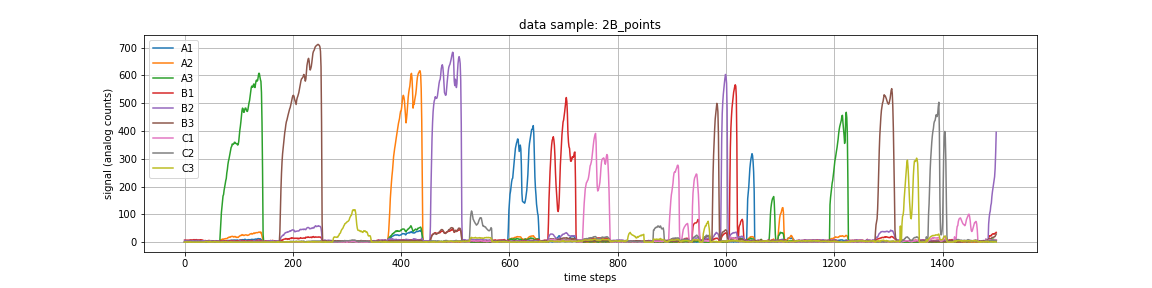 data sample: 2B_points
signal (analog counts)
700
600
500
400
300
200
100
0
A1
A2
A3
B1
B2
B3
C1
C2
C3
0 200 400 600 800 1000 1200 1400
time steps